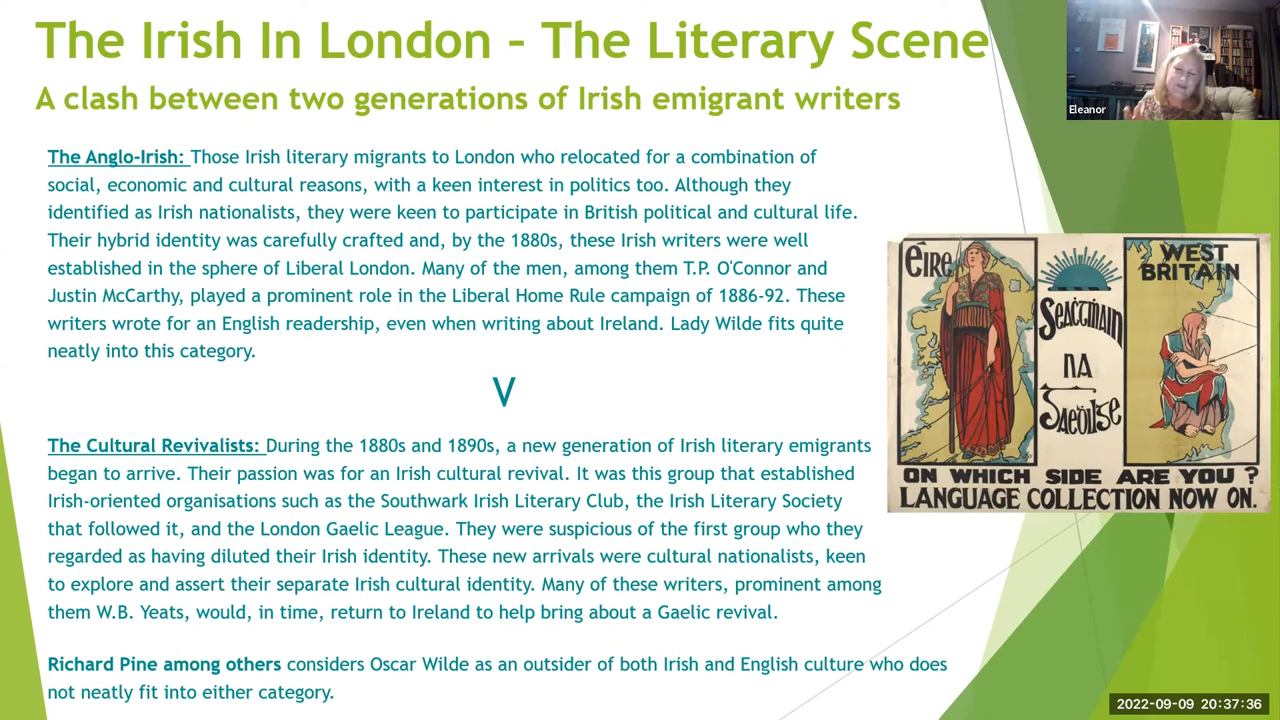 The Irish In London – The Literary Scene
A clash between two generations of Irish emigrant writers
Eleanor
The Anglo-Irish: Those Irish literary migrants to London who relocated for a combination of
social, economic and cultural reasons, with a keen interest in politics too. Although they
identified as Irish nationalists, they were keen to participate in British political and cultural life.
Their hybrid identity was carefully crafted and, by the 1880s, these Irish writers were well
established in the sphere of Liberal London. Many of the men, among them T.P. O'Connor and
Justin McCarthy, played a prominent role in the Liberal Home Rule campaign of 1886-92. These
writers wrote for an English readership, even when writing about Ireland. Lady Wilde fits quite
neatly into this category.
V
The Cultural Revivalists: During the 1880s and 1890s, a new generation of Irish literary emigrants
began to arrive. Their passion was for an Irish cultural revival. It was this group that established
Irish-oriented organisations such as the Southwark Irish Literary Club, the Irish Literary Society
that followed it, and the London Gaelic League. They were suspicious of the first group who they
regarded as having diluted their Irish identity. These new arrivals were cultural nationalists, keen
to explore and assert their separate Irish cultural identity. Many of these writers, prominent among
them W.B. Yeats, would, in time, return to Ireland to help bring about a Gaelic revival.
Richard Pine among others considers Oscar Wilde as an outsider of both Irish and English culture who does
not neatly fit into either category.
éire
Seaċtṁain
na
Gaeḋilge
WEST
BRITAIN
ON WHICH SIDE ARE YOU ?
LANGUAGE COLLECTION NOW ON.
2022-09-09 20:37:36